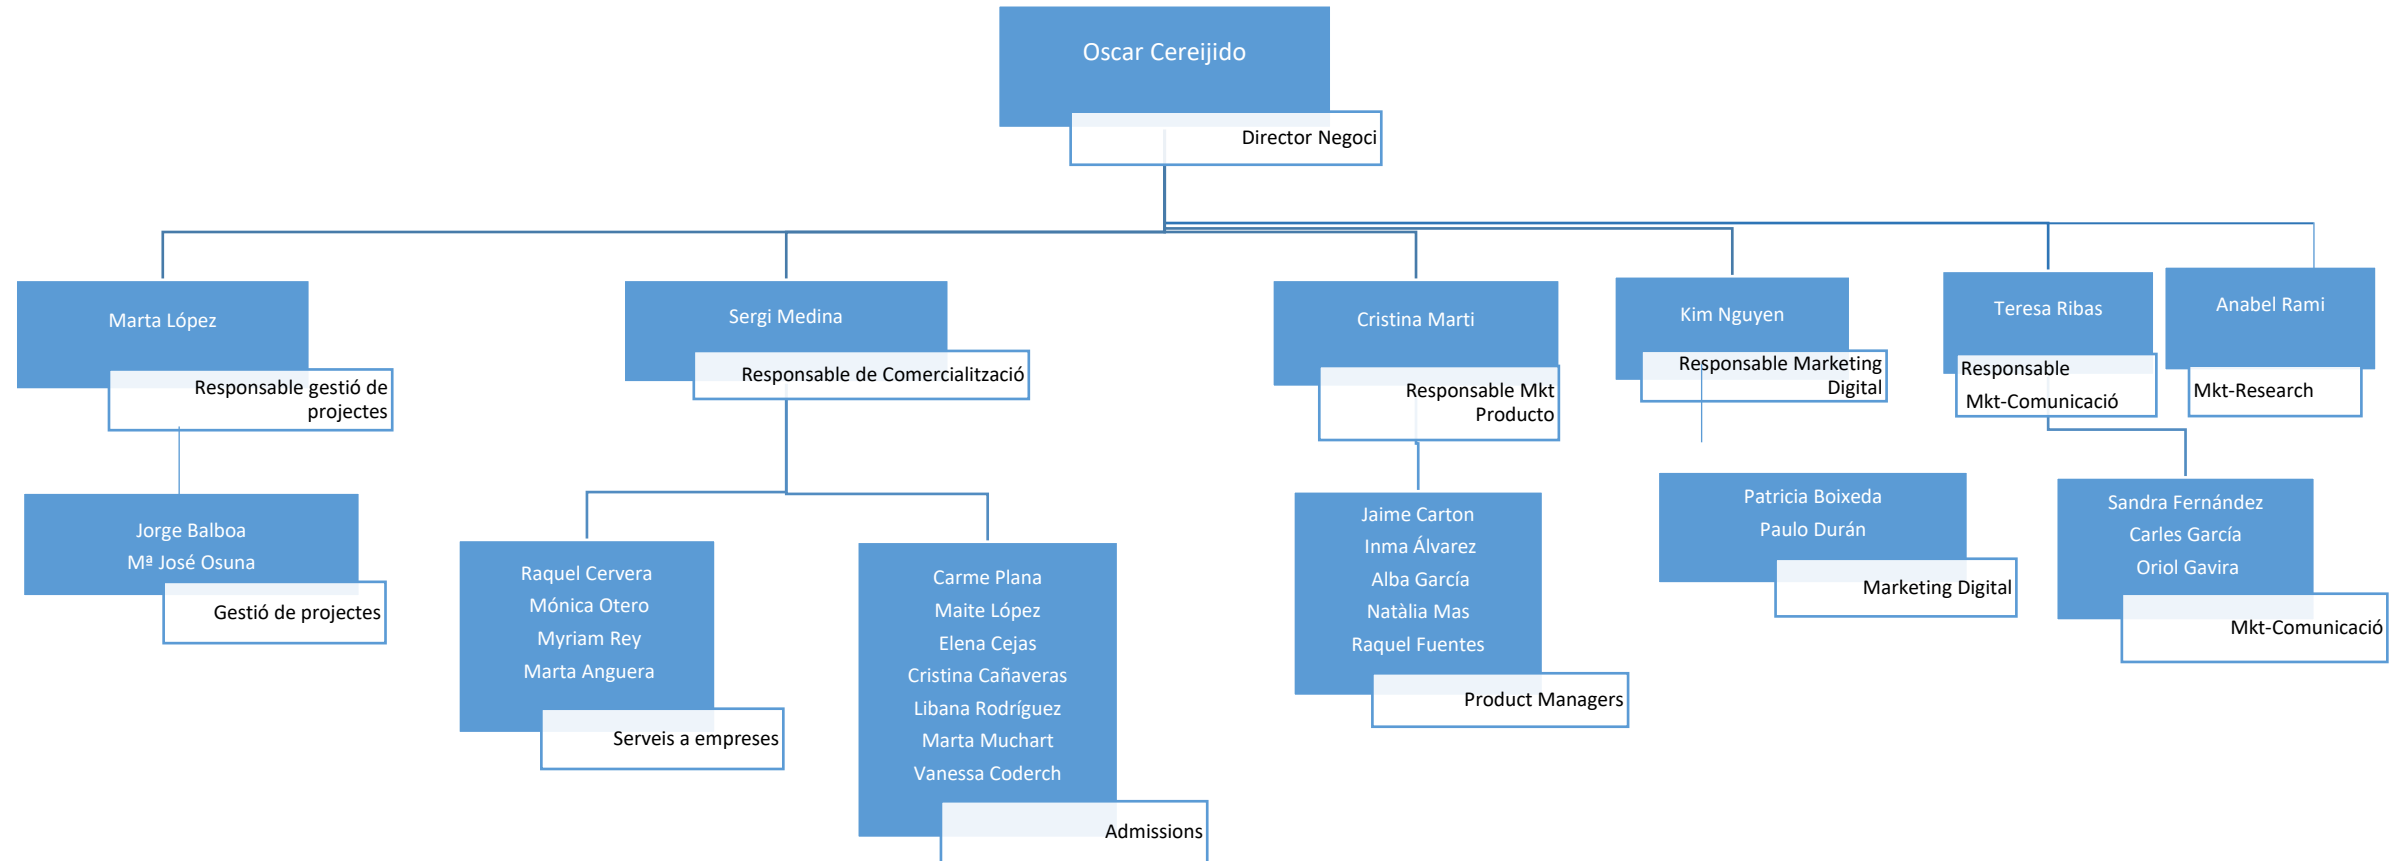 Oscar Cereijido
Director Negoci
Marta López
Responsable gestió de
projectes
Sergi Medina
Responsable de Comercialització
Cristina Marti
Responsable Mkt
Producto
Kim Nguyen
Responsable Marketing
Digital
Teresa Ribas
Responsable
Mkt-Comunicació
Anabel Rami
Mkt-Research
Jorge Balboa
Mª José Osuna
Gestió de projectes
Raquel Cervera
Mónica Otero
Myriam Rey
Marta Anguera
Serveis a empreses
Carme Plana
Maite López
Elena Cejas
Cristina Cañaveras
Libana Rodríguez
Marta Muchart
Vanessa Coderch
Admissions
Jaime Carton
Inma Álvarez
Alba García
Natàlia Mas
Raquel Fuentes
Product Managers
Patricia Boixeda
Paulo Durán
Marketing Digital
Sandra Fernández
Carles García
Oriol Gavira
Mkt-Comunicació